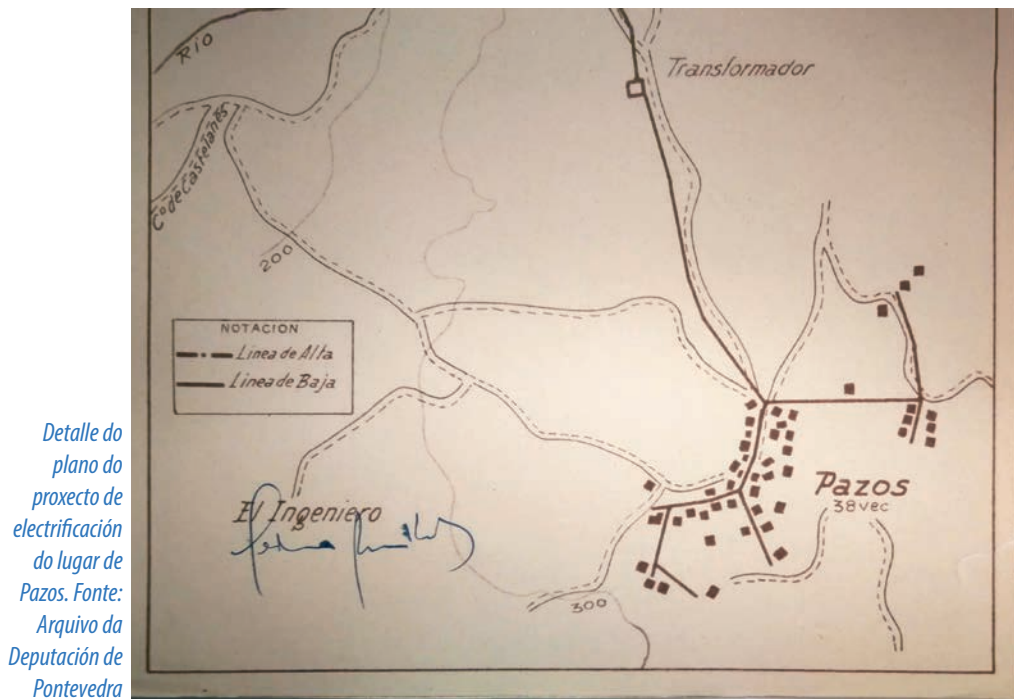 RIO
Transformador
Cº de Castelanes
200
NOTACION
Linea de Alta
Linea de Baja
Pazos
38 vec
El Ingeniero
300
Detalle do
plano do
proxecto de
electrificación
do lugar de
Pazos. Fonte:
Arquivo da
Deputación de
Pontevedra